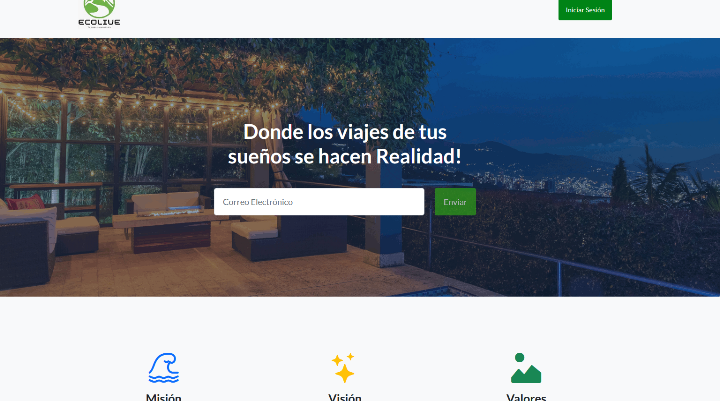 ECOLIVE
Iniciar Sesión
Donde los viajes de tus
sueños se hacen Realidad!
Correo Electrónico
Enviar
Misión
Visión
Valores